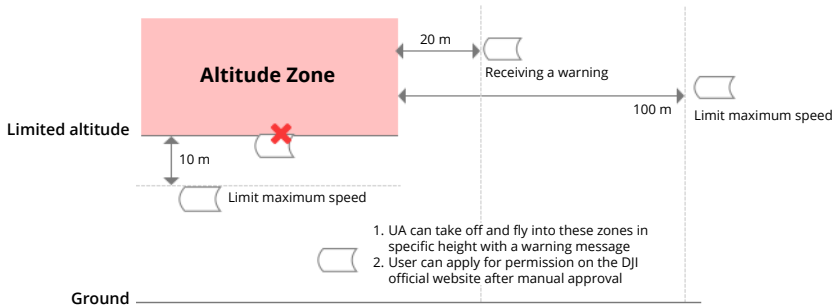 20 m
Receiving a warning
Altitude Zone
100 m
Limit maximum speed
Limited altitude
10 m
Limit maximum speed
1. UA can take off and fly into these zones in
specific height with a warning message
2. User can apply for permission on the DJI
official website after manual approval
Ground